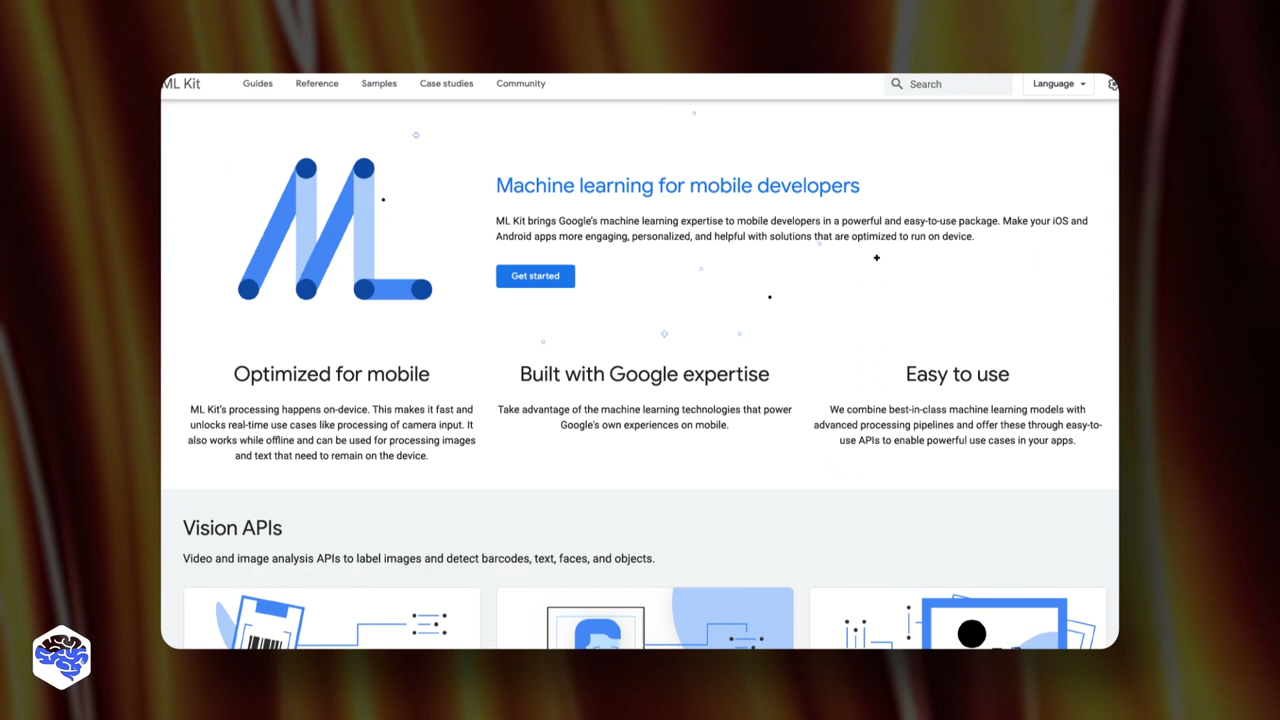 ML Kit Guides Reference Samples Case studies Community Search Language
Machine learning for mobile developers
ML Kit brings Google's machine learning expertise to mobile developers in a powerful and easy-to-use package. Make your iOS and
Android apps more engaging, personalized, and helpful with solutions that are optimized to run on device.
Get started
Optimized for mobile
ML Kit's processing happens on-device. This makes it fast and
unlocks real-time use cases like processing of camera input. It
also works while offline and can be used for processing images
and text that need to remain on the device.
Built with Google expertise
Take advantage of the machine learning technologies that power
Google's own experiences on mobile.
Easy to use
We combine best-in-class machine learning models with
advanced processing pipelines and offer these through easy-to-
use APIs to enable powerful use cases in your apps.
Vision APIs
Video and image analysis APIs to label images and detect barcodes, text, faces, and objects.